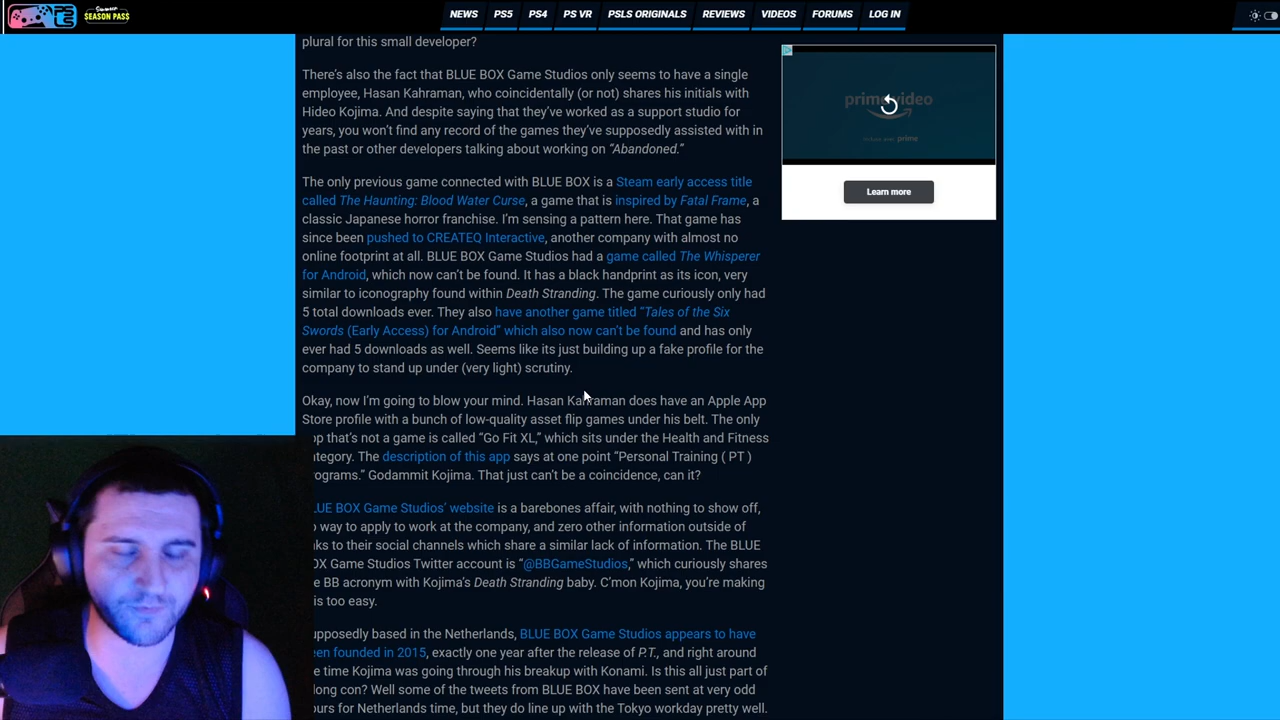 Summer
SEASON PASS
NEWS PS5 PS4 PS VR PSLS ORIGINALS REVIEWS VIDEOS FORUMS LOG IN
plural for this small developer?
There's also the fact that BLUE BOX Game Studios only seems to have a single
employee, Hasan Kahraman, who coincidentally (or not) shares his initials with
Hideo Kojima. And despite saying that they've worked as a support studio for
years, you won't find any record of the games they've supposedly assisted with in
the past or other developers talking about working on “Abandoned.”
The only previous game connected with BLUE BOX is a Steam early access title
called The Haunting: Blood Water Curse, a game that is inspired by Fatal Frame, a
classic Japanese horror franchise. I'm sensing a pattern here. That game has
since been pushed to CREATEQ Interactive, another company with almost no
online footprint at all. BLUE BOX Game Studios had a game called The Whisperer
for Android, which now can't be found. It has a black handprint as its icon, very
similar to iconography found within Death Stranding. The game curiously only had
5 total downloads ever. They also have another game titled “Tales of the Six
Swords (Early Access) for Android” which also now can't be found and has only
ever had 5 downloads as well. Seems like its just building up a fake profile for the
company to stand up under (very light) scrutiny.
Okay, now I'm going to blow your mind. Hasan Kahraman does have an Apple App
Store profile with a bunch of low-quality asset flip games under his belt. The only
pp that's not a game is called “Go Fit XL,” which sits under the Health and Fitness
ategory. The description of this app says at one point “Personal Training ( PT )
rograms.” Godammit Kojima. That just can't be a coincidence, can it?
LUE BOX Game Studios' website is a barebones affair, with nothing to show off,
o way to apply to work at the company, and zero other information outside of
nks to their social channels which share a similar lack of information. The BLUE
OX Game Studios Twitter account is “@BBGameStudios,” which curiously shares
e BB acronym with Kojima's Death Stranding baby. C'mon Kojima, you're making
is too easy.
upposedly based in the Netherlands, BLUE BOX Game Studios appears to have
een founded in 2015, exactly one year after the release of P.T., and right around
e time Kojima was going through his breakup with Konami. Is this all just part of
long con? Well some of the tweets from BLUE BOX have been sent at very odd
ours for Netherlands time, but they do line up with the Tokyo workday pretty well.
prime video
Learn more